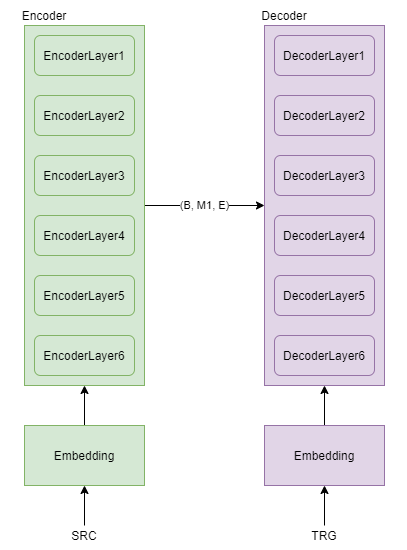 Encoder
EncoderLayer1
EncoderLayer2
EncoderLayer3
EncoderLayer4
EncoderLayer5
EncoderLayer6
Embedding
SRC
(B, M1, E)
Decoder
DecoderLayer1
DecoderLayer2
DecoderLayer3
DecoderLayer4
DecoderLayer5
DecoderLayer6
Embedding
TRG